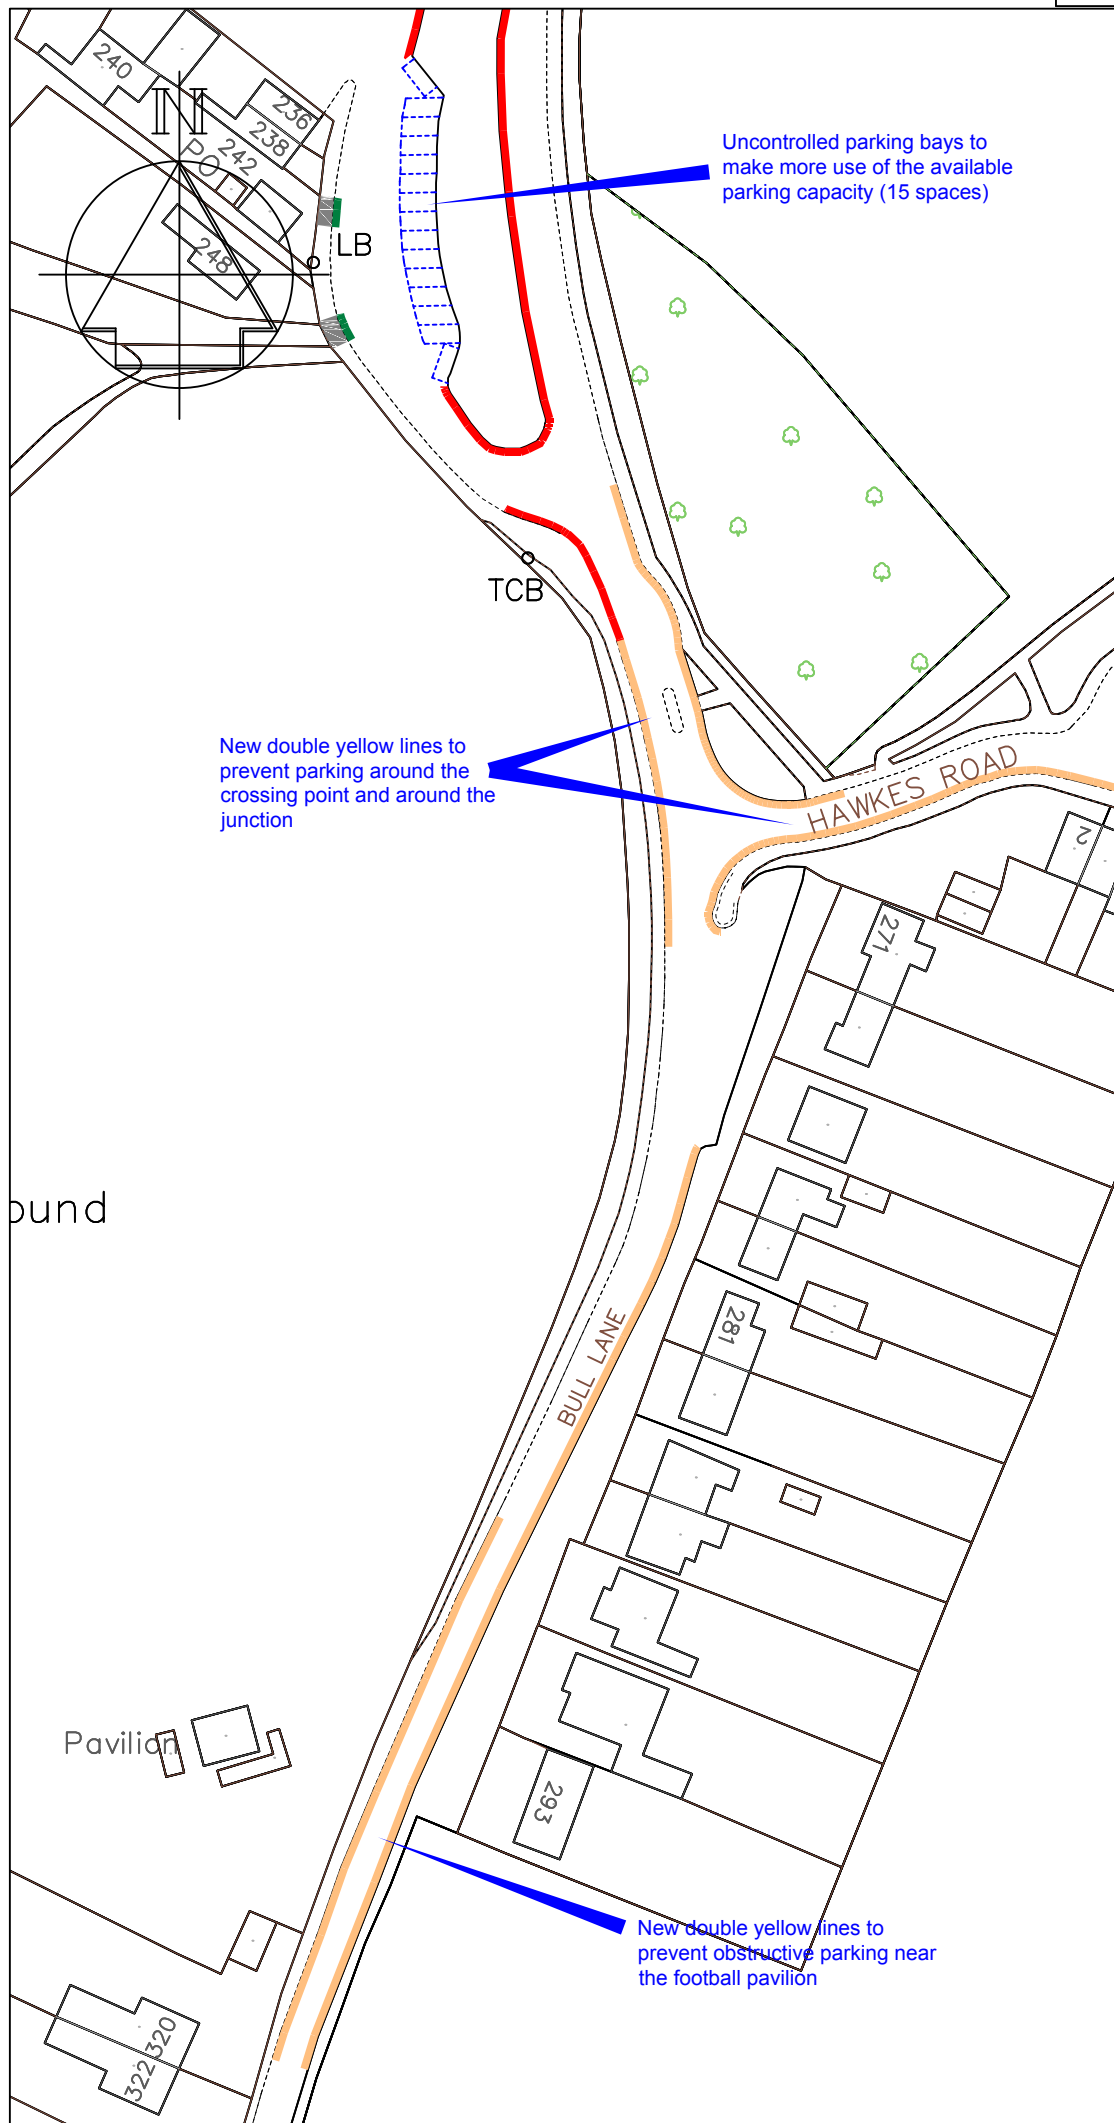 240
236
238
N
PO
242
248
LB
Uncontrolled parking bays to
make more use of the available
parking capacity (15 spaces)
TCB
New double yellow lines to
prevent parking around the
crossing point and around the
junction
HAWKES ROAD
2
271
ound
281
BULL LANE
Pavilion
293
New double yellow lines to
prevent obstructive parking near
the football pavilion
320
322